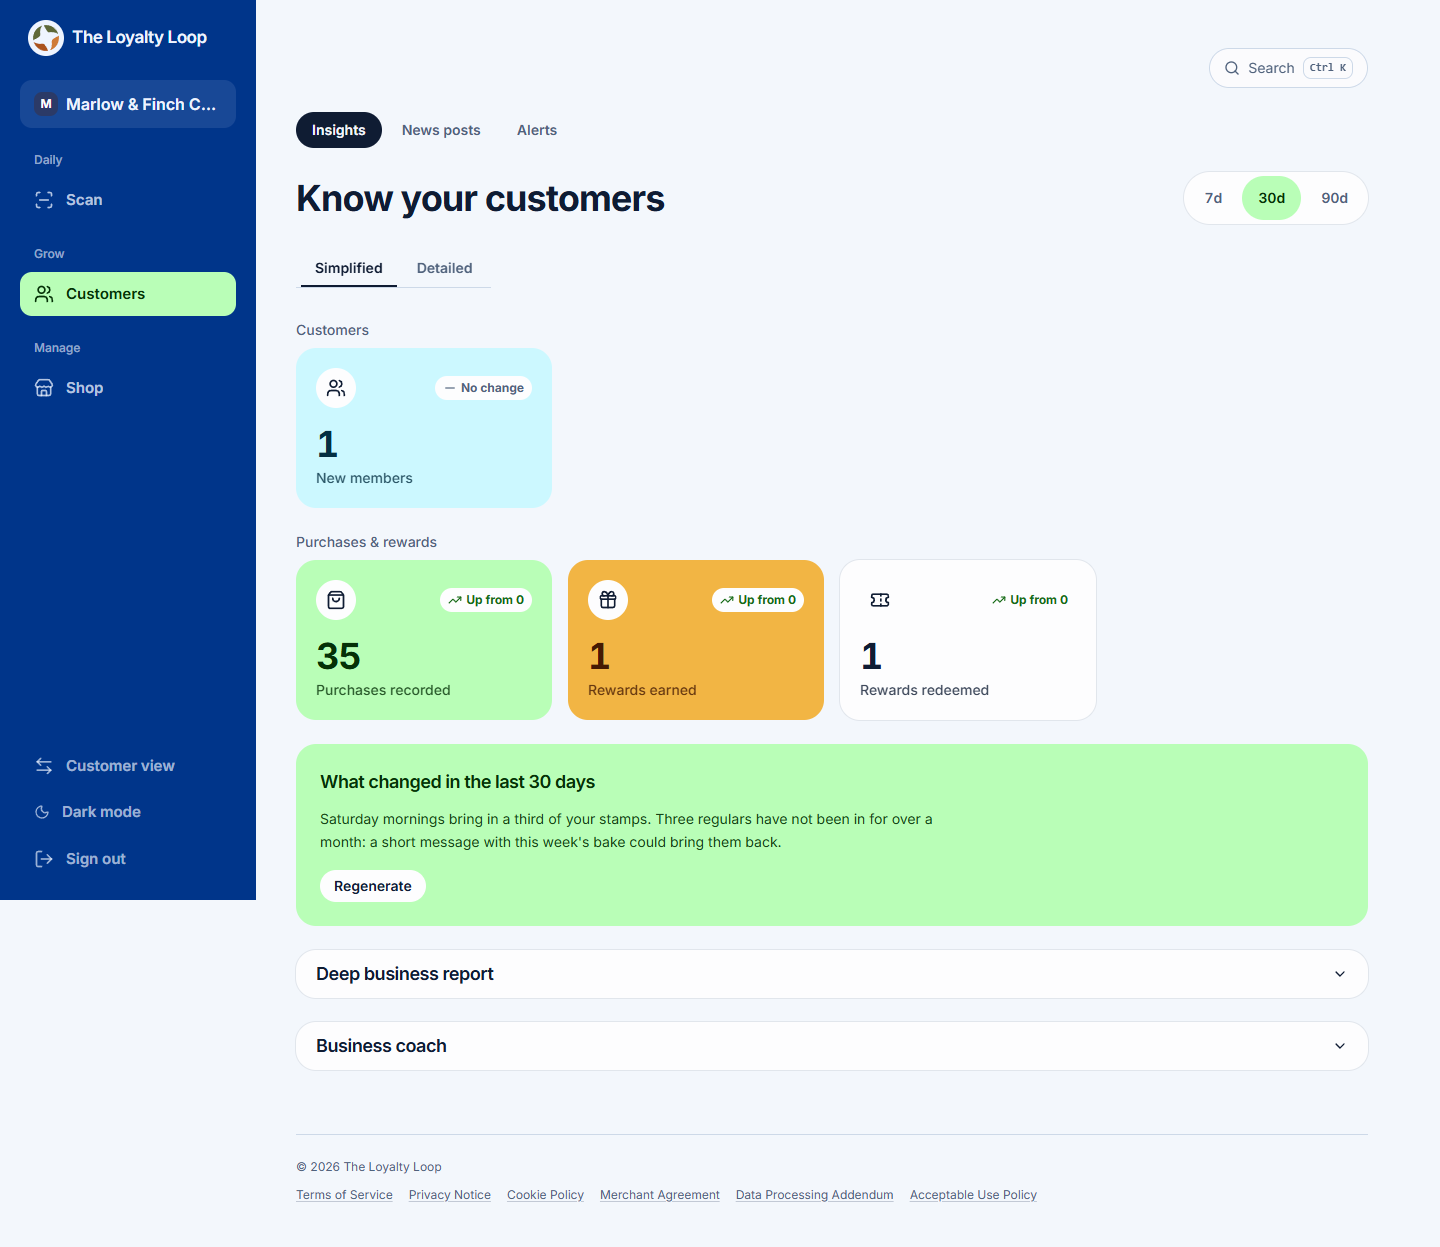 The Loyalty Loop
M Marlow & Finch C...
Daily
Scan
Grow
Customers
Manage
Shop
Customer view
Dark mode
Sign out
Search Ctrl K
Insights News posts Alerts
Know your customers
7d 30d 90d
Simplified Detailed
Customers
No change
1
New members
Purchases & rewards
Up from 0
35
Purchases recorded
Up from 0
1
Rewards earned
Up from 0
1
Rewards redeemed
What changed in the last 30 days
Saturday mornings bring in a third of your stamps. Three regulars have not been in for over a
month: a short message with this week's bake could bring them back.
Regenerate
Deep business report
Business coach
© 2026 The Loyalty Loop
Terms of Service Privacy Notice Cookie Policy Merchant Agreement Data Processing Addendum Acceptable Use Policy